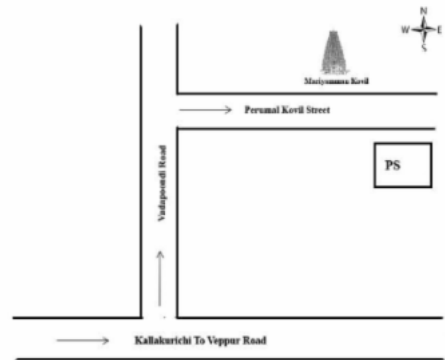 N
W E
S
Mariyamman Kovil
Perumal Kovil Street
PS
Vadapoondi Road
Kallakurichi To Veppur Road